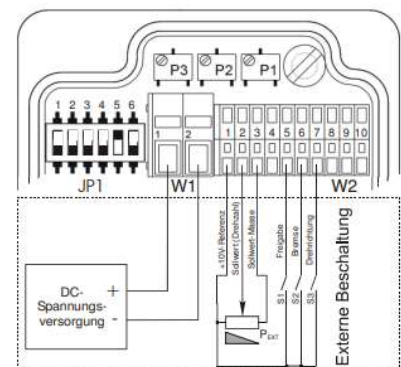 P3 P2 P1
1 2 3 4 5 6
1 2
1 2 3 4 5 6 7 8 9 10
JP1 W1 W2
+10V-Referenz
Sollwert (Drehzahl)
Sollwert-Masse
Freigabe
Bremse
Drehrichtung
S1
S2
S3
P EXT
DC-
Spannungs-
versorgung
+
-
Externe Beschaltung